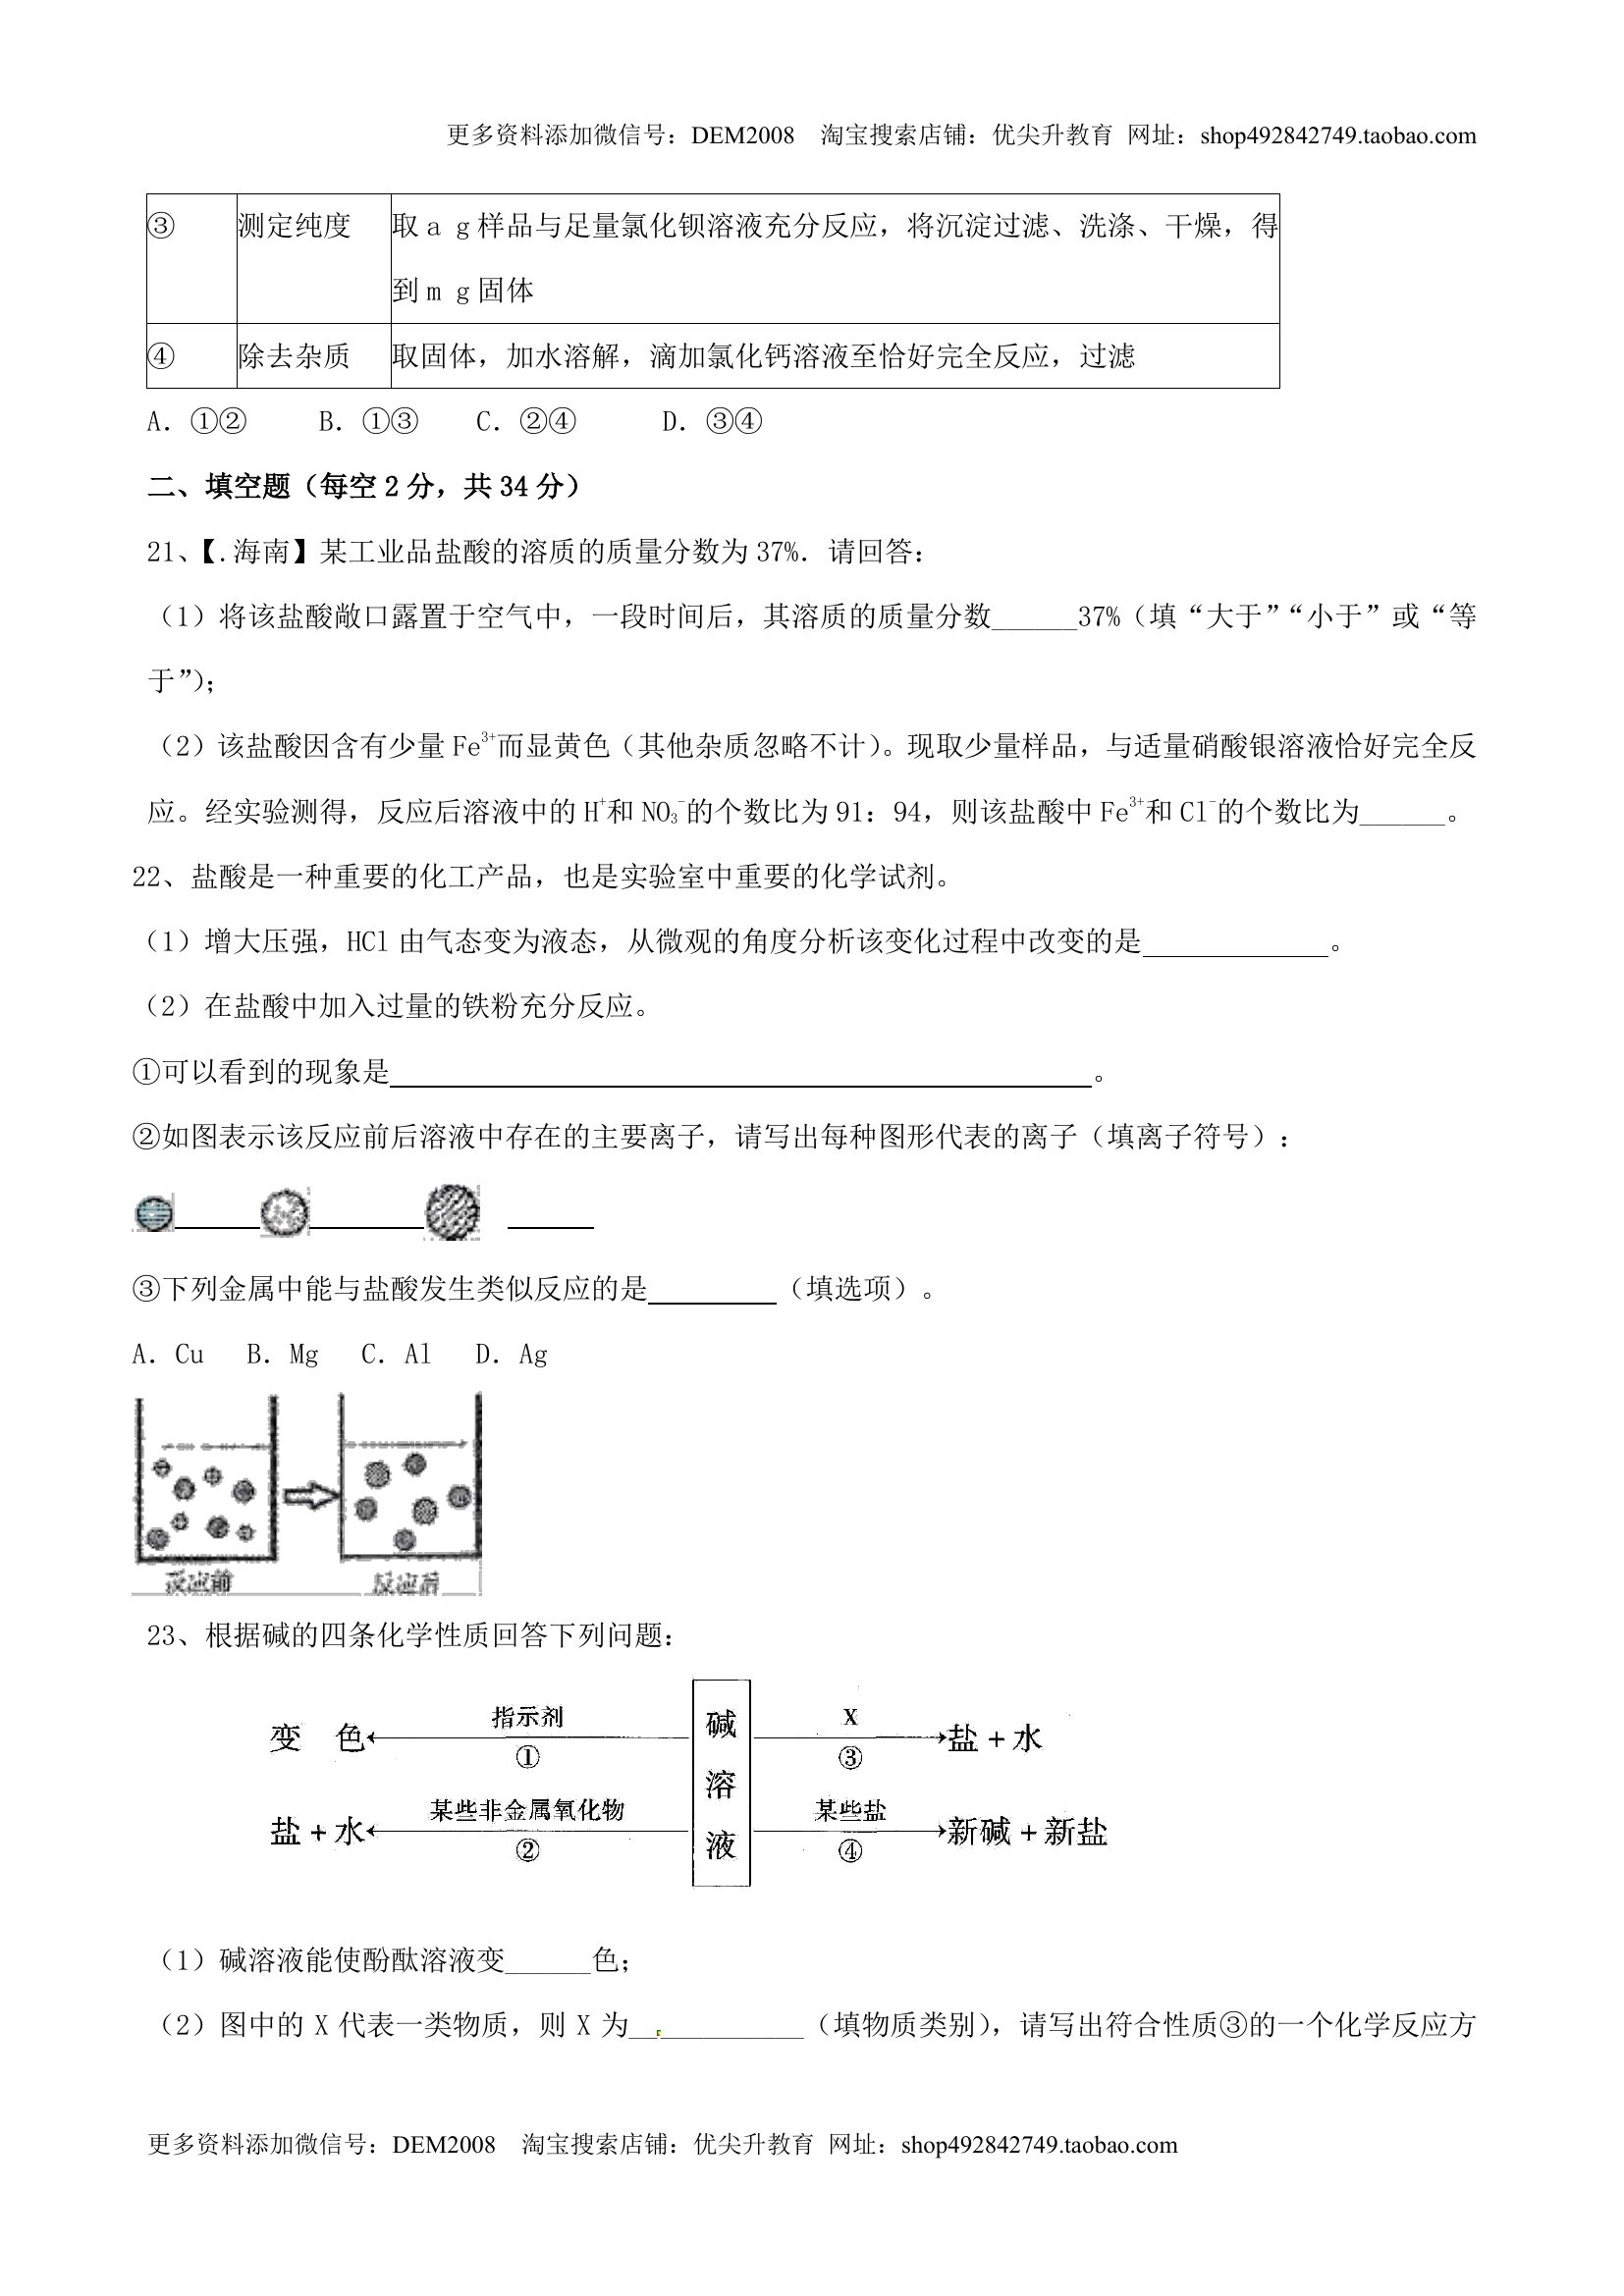 更多资料添加微信号：DEM2008 淘宝搜索店铺：优尖升教育 网址：shop492842749.taobao.com
③ 测定纯度 取 a g 样品与足量氯化钡溶液充分反应，将沉淀过滤、洗涤、干燥，得
到 m g 固体
④ 除去杂质 取固体，加水溶解，滴加氯化钙溶液至恰好完全反应，过滤
A．①② B．①③ C．②④ D．③④
二、填空题（每空 2 分，共 34 分）
21、【.海南】某工业品盐酸的溶质的质量分数为 37%．请回答：
（1）将该盐酸敞口露置于空气中，一段时间后，其溶质的质量分数______37%（填“大于”“小于”或“等
于”）；
（2）该盐酸因含有少量 Fe³⁺而显黄色（其他杂质忽略不计）。现取少量样品，与适量硝酸银溶液恰好完全反
应。经实验测得，反应后溶液中的 H⁺和 NO₃⁻的个数比为 91：94，则该盐酸中 Fe³⁺和 Cl⁻的个数比为______。
22、盐酸是一种重要的化工产品，也是实验室中重要的化学试剂。
（1）增大压强，HCl 由气态变为液态，从微观的角度分析该变化过程中改变的是____________。
（2）在盐酸中加入过量的铁粉充分反应。
①可以看到的现象是____________________________________________。
②如图表示该反应前后溶液中存在的主要离子，请写出每种图形代表的离子（填离子符号）：
________ ________ ______
③下列金属中能与盐酸发生类似反应的是_________（填选项）。
A．Cu B．Mg C．Al D．Ag
反应前 反应后
23、根据碱的四条化学性质回答下列问题：
变 色 指示剂 ① 碱溶液 X ③ 盐＋水
盐＋水 某些非金属氧化物 ② 某些盐 ④ 新碱＋新盐
（1）碱溶液能使酚酞溶液变______色；
（2）图中的 X 代表一类物质，则 X 为____________（填物质类别），请写出符合性质③的一个化学反应方
更多资料添加微信号：DEM2008 淘宝搜索店铺：优尖升教育 网址：shop492842749.taobao.com